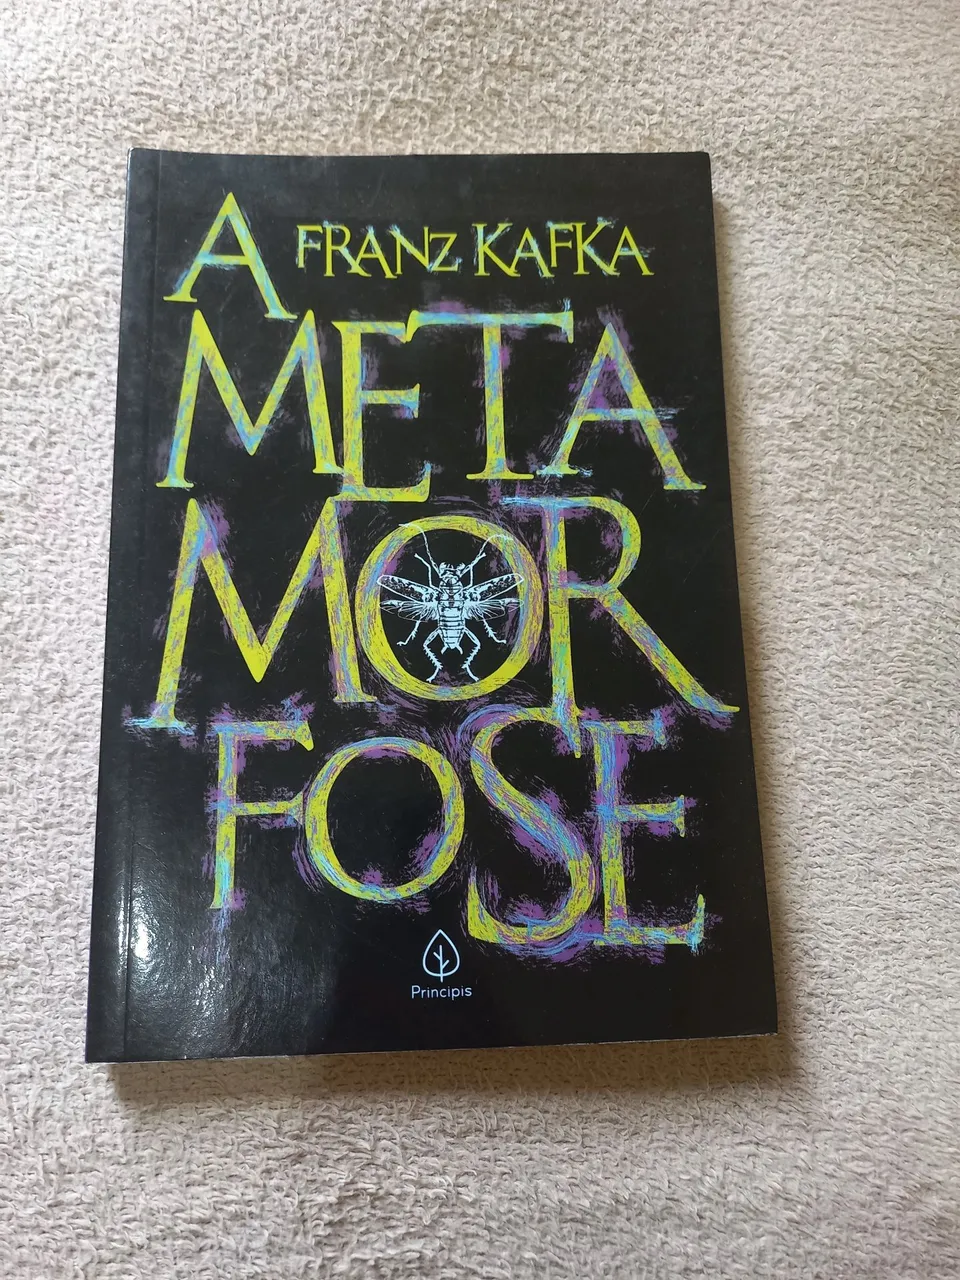 A FRANZ KAFKA
META
MOR
FOSE
Principis